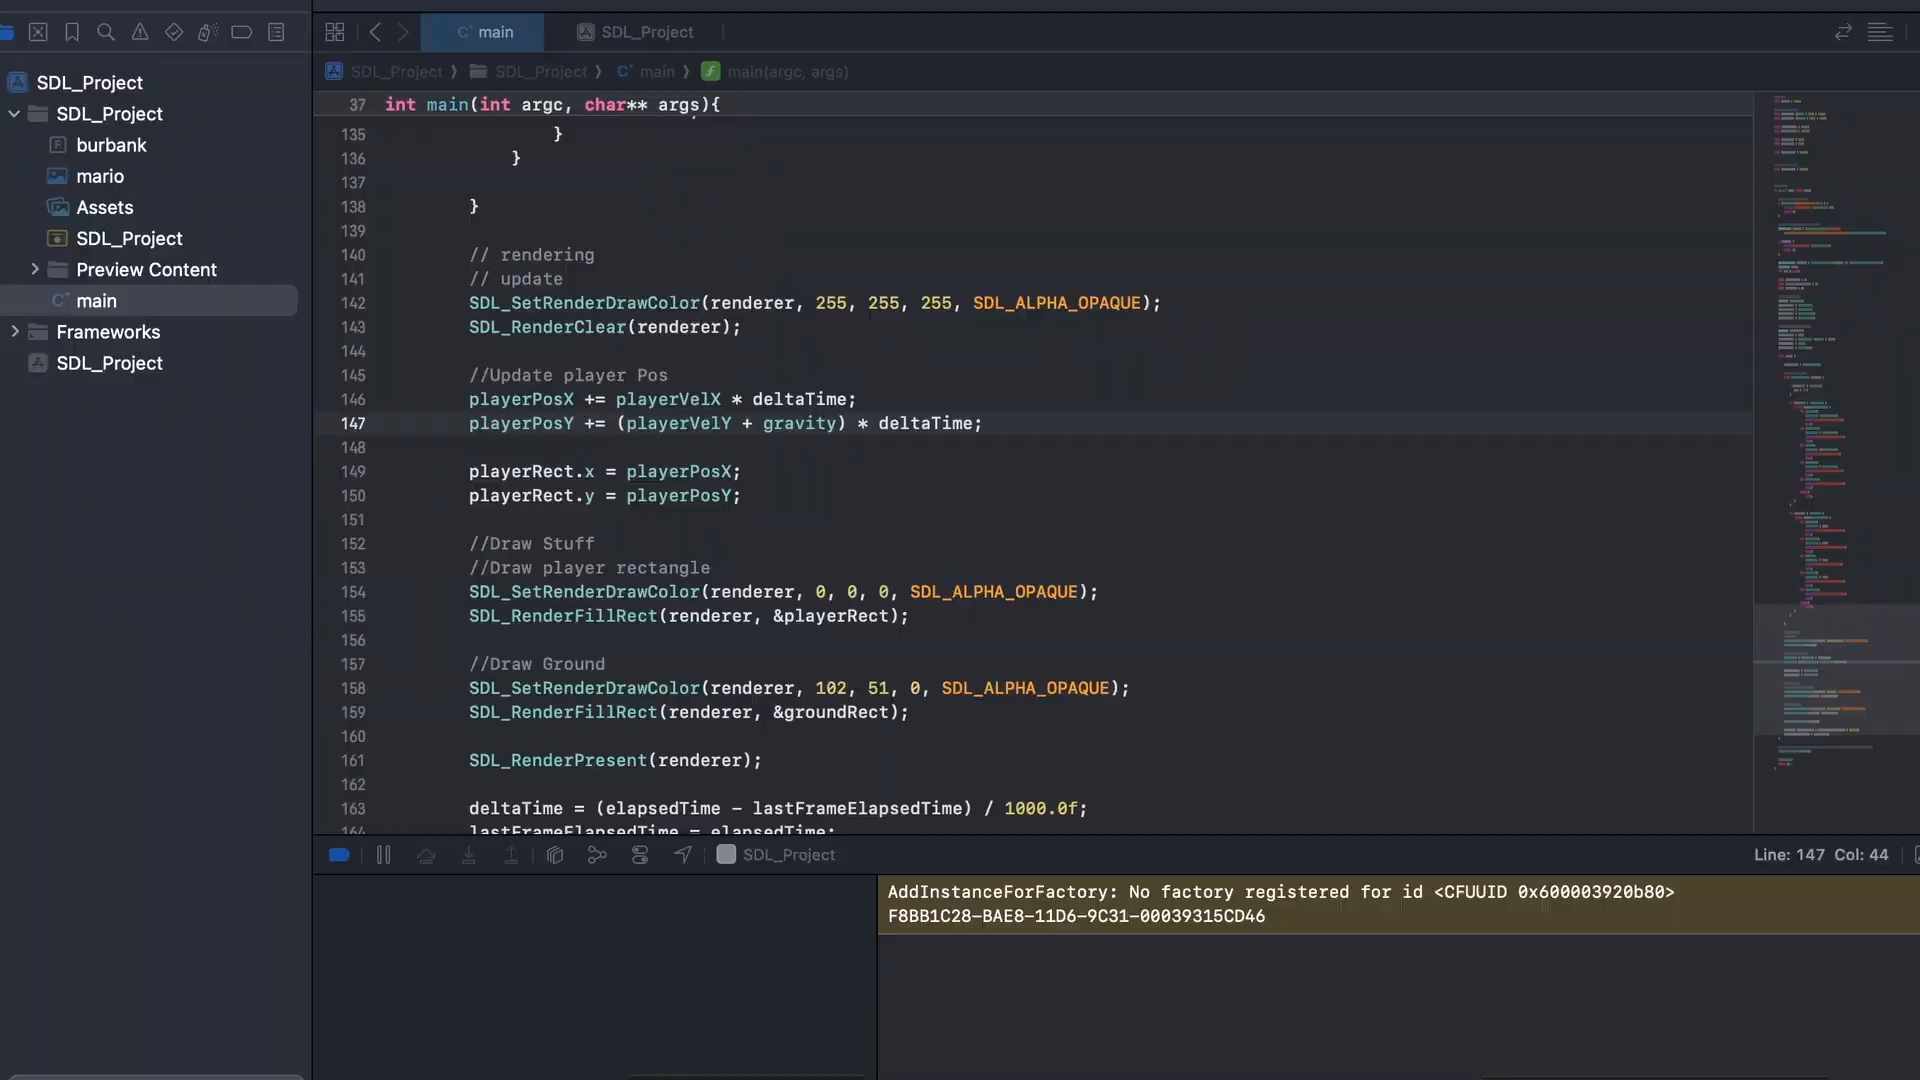 main
SDL_Project
SDL_Project
SDL_Project
main
main(argc, args)
SDL_Project
SDL_Project
burbank
mario
Assets
SDL_Project
Preview Content
main
Frameworks
SDL_Project
37 int main(int argc, char** args){
135 }
136 }
137
138 }
139
140 // rendering
141 // update
142 SDL_SetRenderDrawColor(renderer, 255, 255, 255, SDL_ALPHA_OPAQUE);
143 SDL_RenderClear(renderer);
144
145 //Update player Pos
146 playerPosX += playerVelX * deltaTime;
147 playerPosY += (playerVelY + gravity) * deltaTime;
148
149 playerRect.x = playerPosX;
150 playerRect.y = playerPosY;
151
152 //Draw Stuff
153 //Draw player rectangle
154 SDL_SetRenderDrawColor(renderer, 0, 0, 0, SDL_ALPHA_OPAQUE);
155 SDL_RenderFillRect(renderer, &playerRect);
156
157 //Draw Ground
158 SDL_SetRenderDrawColor(renderer, 102, 51, 0, SDL_ALPHA_OPAQUE);
159 SDL_RenderFillRect(renderer, &groundRect);
160
161 SDL_RenderPresent(renderer);
162
163 deltaTime = (elapsedTime - lastFrameElapsedTime) / 1000.0f;
164 lastFrameElapsedTime = elapsedTime;
SDL_Project
Line: 147 Col: 44
AddInstanceForFactory: No factory registered for id <CFUUID 0x600003920b80>
F8BB1C28-BAE8-11D6-9C31-00039315CD46